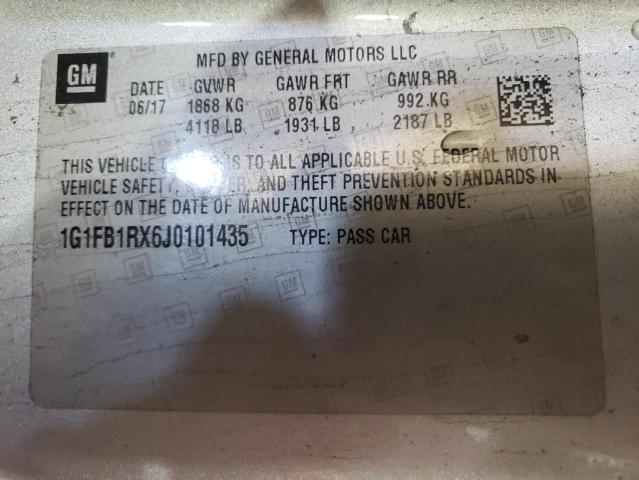 GM
MFD BY GENERAL MOTORS LLC
DATE GVWR GAWR FRT GAWR RR
06/17 1868 KG 876 KG 992 KG
4118 LB 1931 LB 2187 LB
THIS VEHICLE TO ALL APPLICABLE U.S. FEDERAL MOTOR
VEHICLE SAFETY, AND THEFT PREVENTION STANDARDS IN
EFFECT ON THE DATE OF MANUFACTURE SHOWN ABOVE.
1G1FB1RX6J0101435 TYPE: PASS CAR